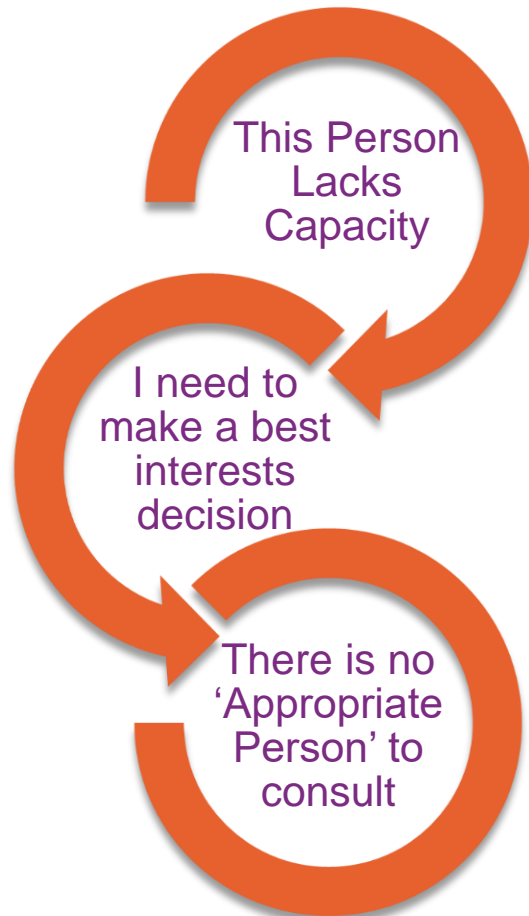 This Person
Lacks
Capacity
I need to
make a best
interests
decision
There is no
‘Appropriate
Person’ to
consult